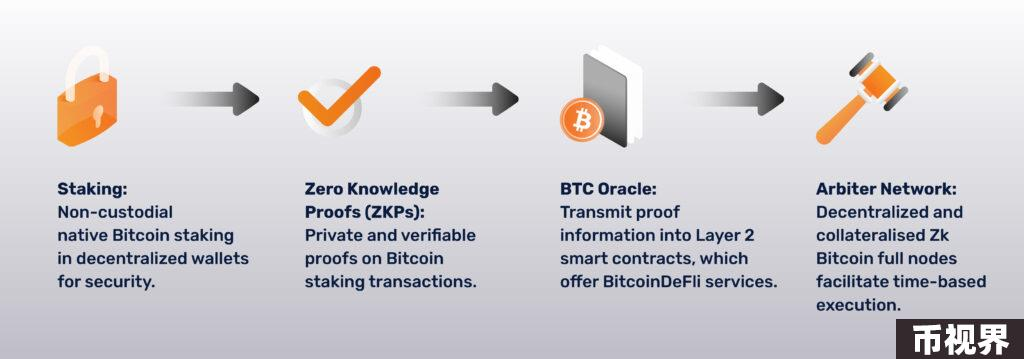 Staking:
Non-custodial
native Bitcoin staking
in decentralized wallets
for security.
Zero Knowledge
Proofs (ZKPs):
Private and verifiable
proofs on Bitcoin
staking transactions.
BTC Oracle:
Transmit proof
information into Layer 2
smart contracts, which
offer BitcoinDeFIi services.
Arbiter Network:
Decentralized and
collateralised Zk
Bitcoin full nodes
facilitate time-based
execution.
币视界